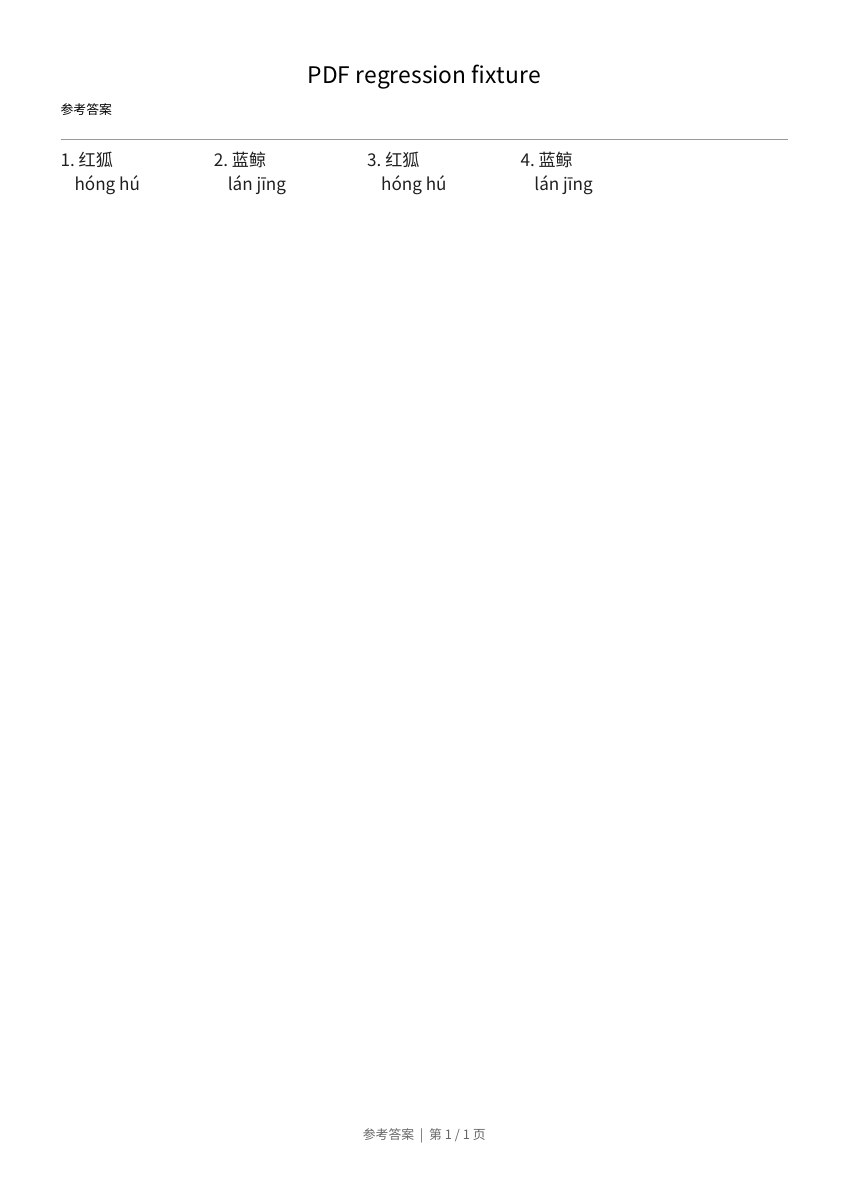 PDF regression fixture
参考答案
1. 红狐 2. 蓝鲸 3. 红狐 4. 蓝鲸
hóng hú lán jīng hóng hú lán jīng
参考答案 | 第 1 / 1 页